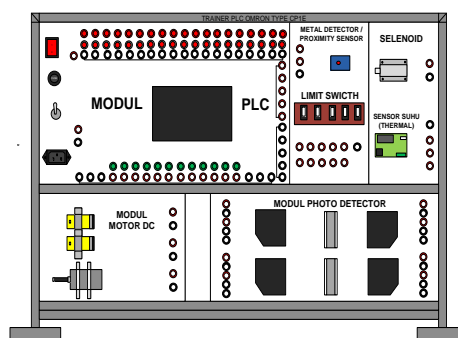 TRAINER PLC OMRON TYPE CP1E
METAL DETECTOR /
PROXIMITY SENSOR
SELENOID
MODUL
PLC
LIMIT SWICTH
SENSOR SUHU
(THERMAL)
MODUL
MOTOR DC
MODUL PHOTO DETECTOR